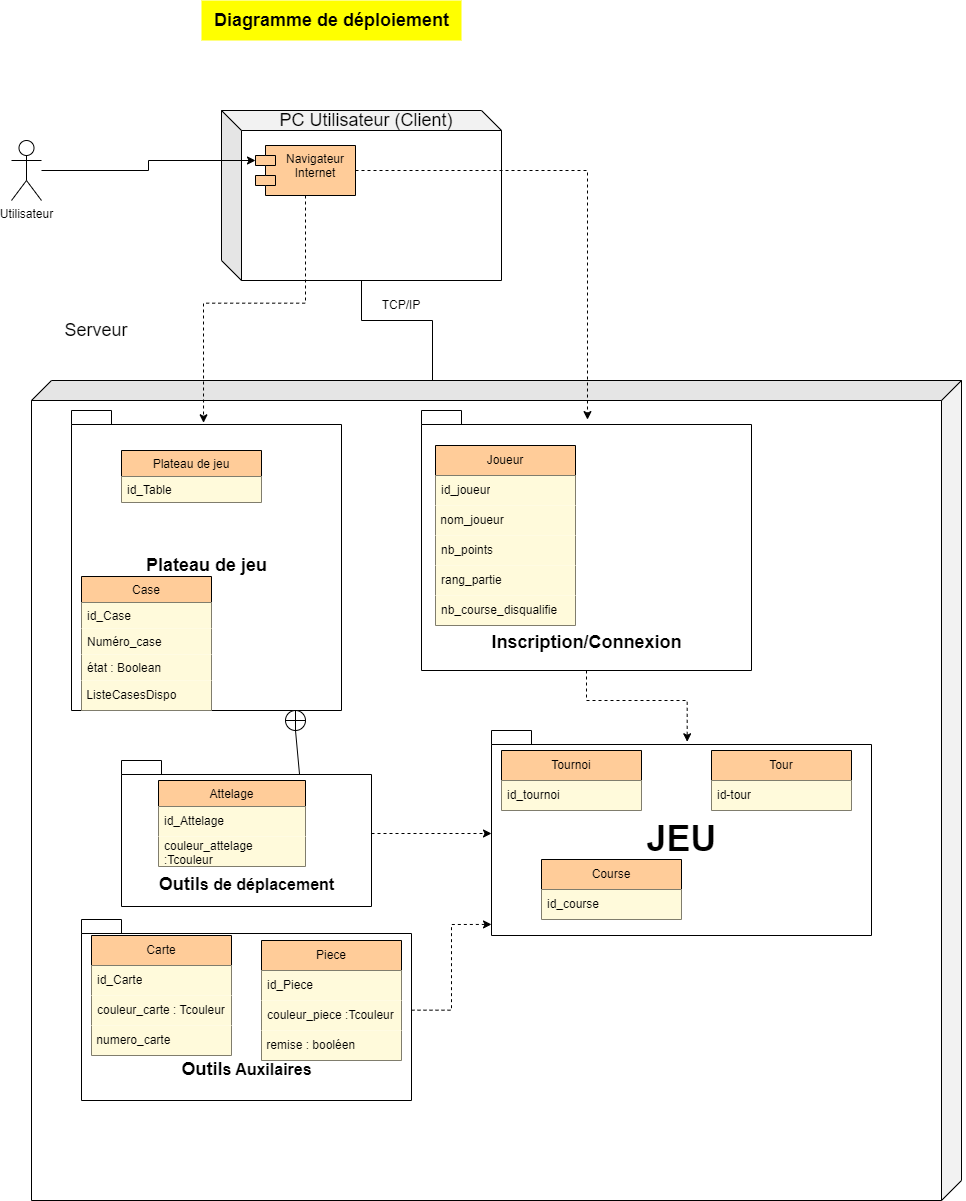 Diagramme de déploiement
PC Utilisateur (Client)
Navigateur
Internet
Utilisateur
TCP/IP
Serveur
Plateau de jeu
id_Table
Plateau de jeu
Case
id_Case
Numéro_case
état : Boolean
ListeCasesDispo
Joueur
id_joueur
nom_joueur
nb_points
rang_partie
nb_course_disqualifie
Inscription/Connexion
Attelage
id_Attelage
couleur_attelage
:Tcouleur
Outils de déplacement
Tournoi
id_tournoi
Tour
id-tour
JEU
Course
id_course
Carte
id_Carte
couleur_carte : Tcouleur
numero_carte
Piece
id_Piece
couleur_piece :Tcouleur
remise : booléen
Outils Auxilaires